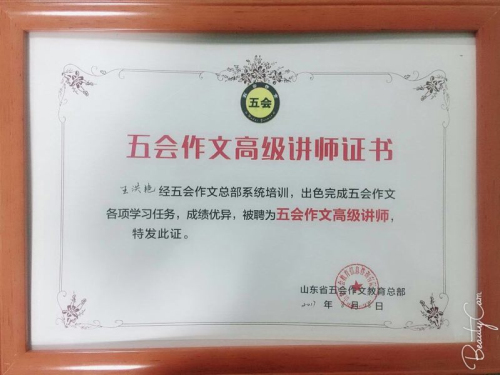 五会
五会作文高级讲师证书
王洪艳 经五会作文总部系统培训，出色完成五会作文
各项学习任务，成绩优异，被聘为五会作文高级讲师，
特发此证。
山东省五会作文教育总部
年 月 日
BeautyCam